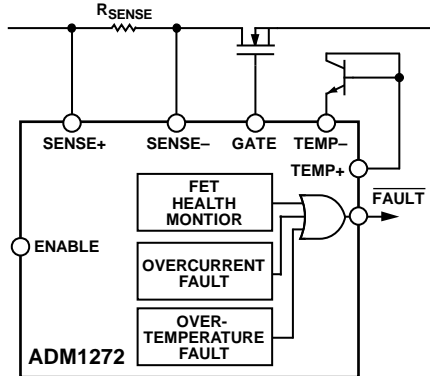 RSENSE
SENSE+ SENSE– GATE TEMP–
TEMP+
FET
HEALTH
MONTIOR
FAULT
ENABLE
OVERCURRENT
FAULT
OVER-
TEMPERATURE
FAULT
ADM1272